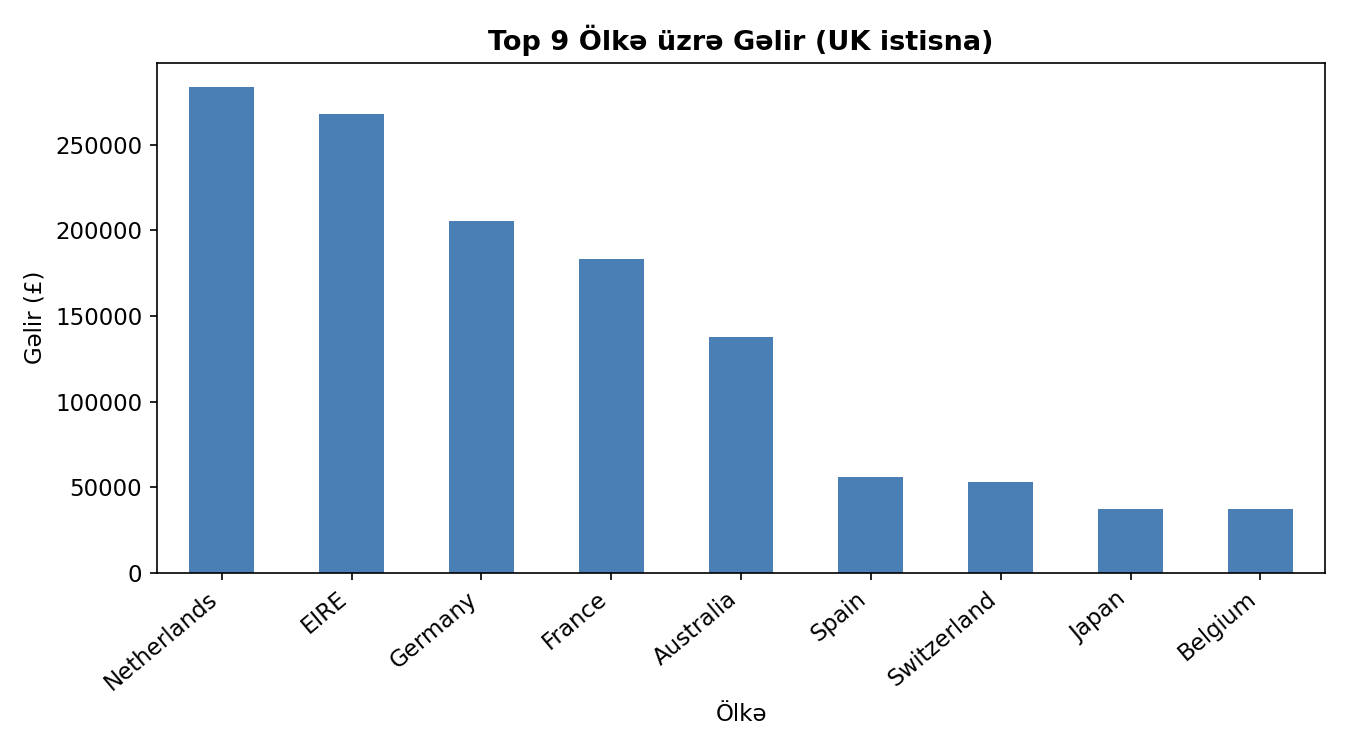 Top 9 Ölkə üzrə Gəlir (UK istisna)
Gəlir (£)
250000
200000
150000
100000
50000
0
Netherlands
EIRE
Germany
France
Australia
Spain
Switzerland
Japan
Belgium
Ölkə